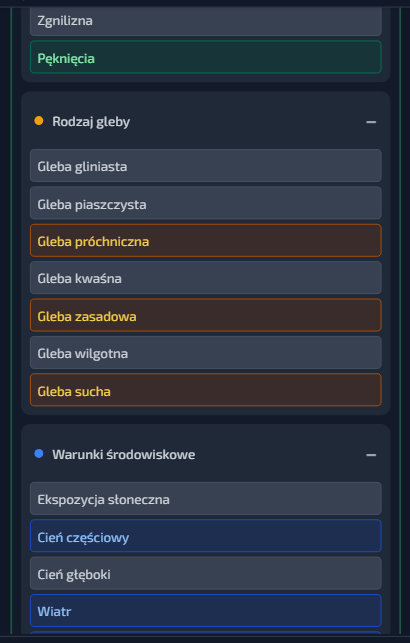 Zgnilizna
Pęknięcia
Rodzaj gleby
Gleba gliniasta
Gleba piaszczysta
Gleba próchniczna
Gleba kwaśna
Gleba zasadowa
Gleba wilgotna
Gleba sucha
Warunki środowiskowe
Ekspozycja słoneczna
Cień częściowy
Cień głęboki
Wiatr